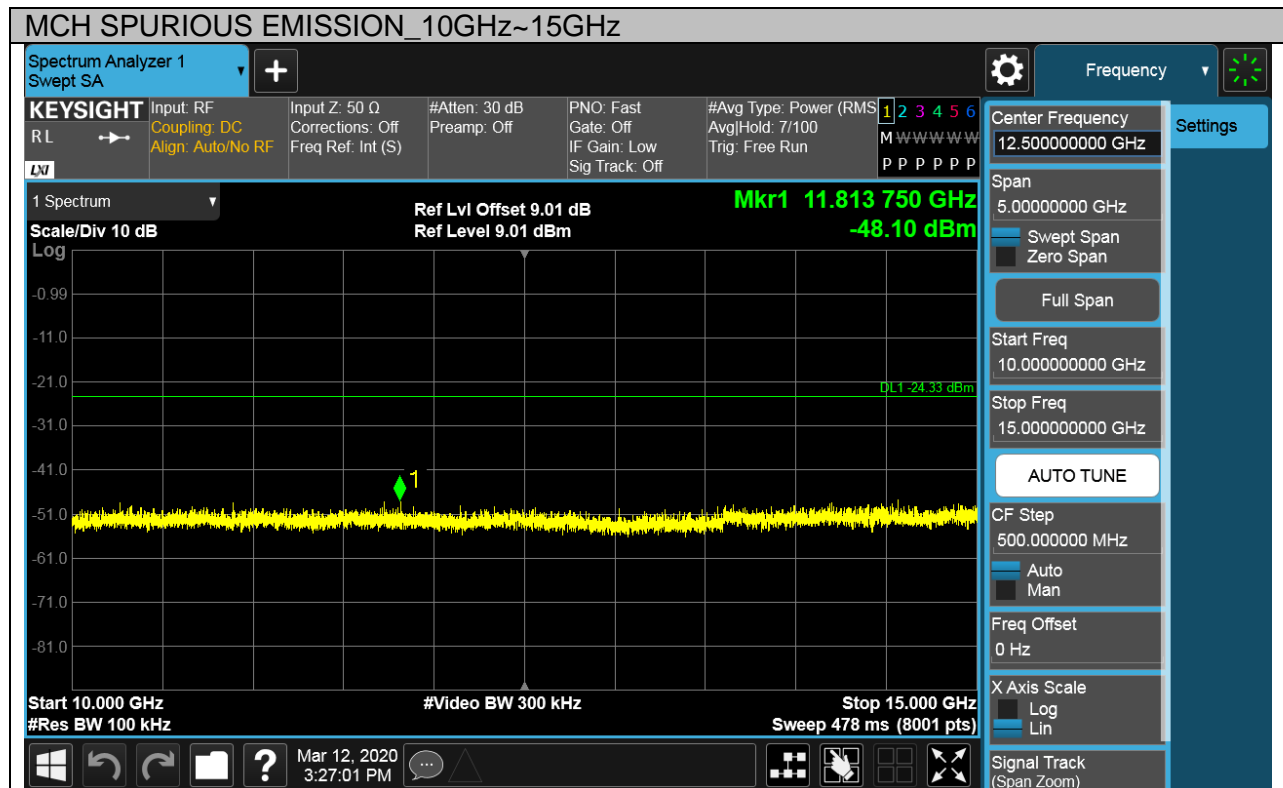 MCH SPURIOUS EMISSION_10GHz~15GHz
Spectrum Analyzer 1
Swept SA
+
Frequency
KEYSIGHT
RL
LXI
Input: RF
Coupling: DC
Align: Auto/No RF
Input Z: 50 Ω
Corrections: Off
Freq Ref: Int (S)
#Atten: 30 dB
Preamp: Off
PNO: Fast
Gate: Off
IF Gain: Low
Sig Track: Off
#Avg Type: Power (RMS
Avg|Hold: 7/100
Trig: Free Run
1 2 3 4 5 6
M W W W W W
P P P P P P
1 Spectrum
Scale/Div 10 dB
Ref Lvl Offset 9.01 dB
Ref Level 9.01 dBm
Mkr1 11.813 750 GHz
-48.10 dBm
Log
-0.99
-11.0
-21.0
DL1 -24.33 dBm
-31.0
-41.0
1
-51.0
-61.0
-71.0
-81.0
Start 10.000 GHz
#Res BW 100 kHz
#Video BW 300 kHz
Stop 15.000 GHz
Sweep 478 ms (8001 pts)
?
Mar 12, 2020
3:27:01 PM
Center Frequency
12.500000000 GHz
Settings
Span
5.00000000 GHz
Swept Span
Zero Span
Full Span
Start Freq
10.000000000 GHz
Stop Freq
15.000000000 GHz
AUTO TUNE
CF Step
500.000000 MHz
Auto
Man
Freq Offset
0 Hz
X Axis Scale
Log
Lin
Signal Track
(Span Zoom)